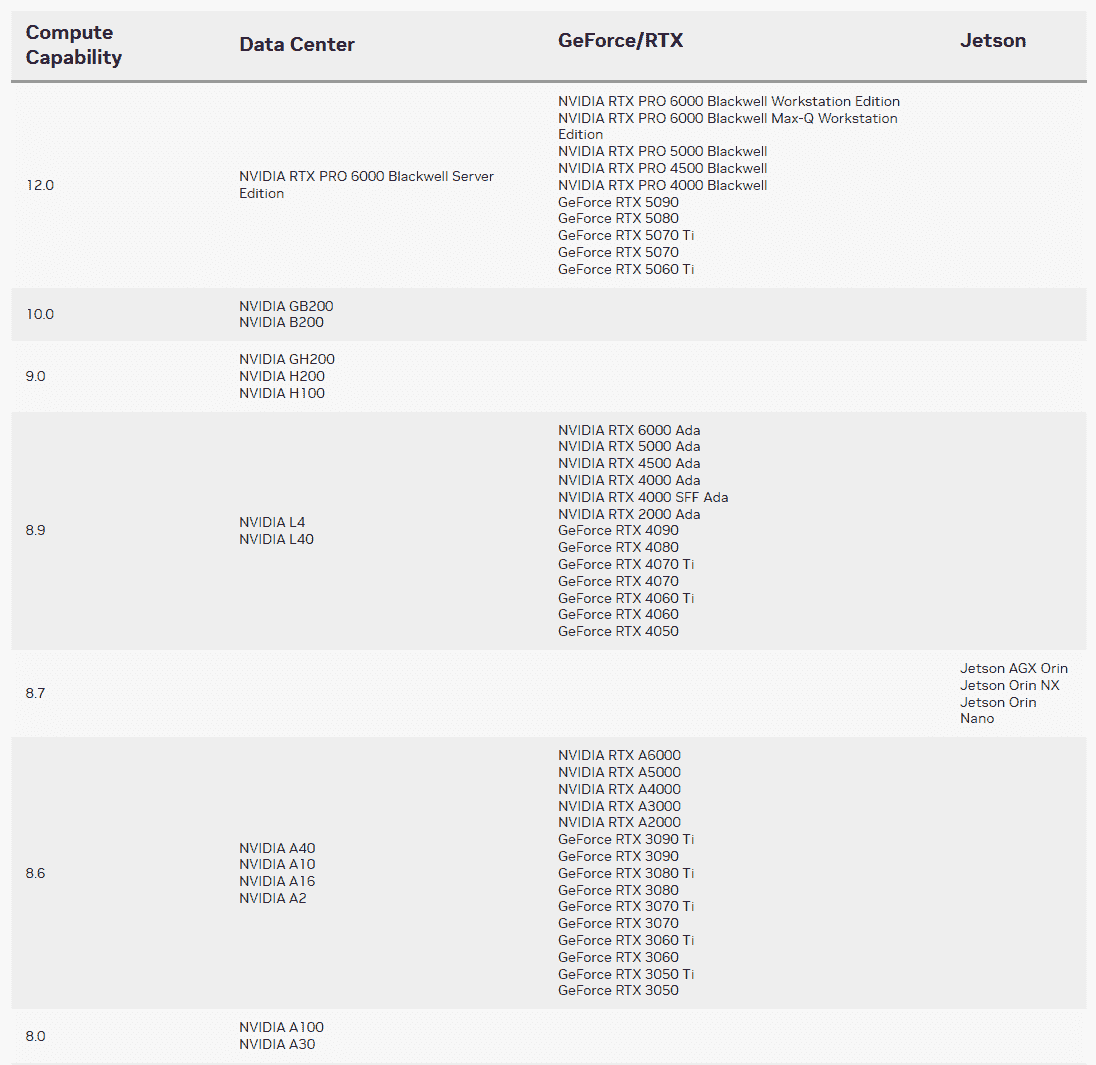 Compute
Capability
Data Center
GeForce/RTX
Jetson
12.0
NVIDIA RTX PRO 6000 Blackwell Server
Edition
NVIDIA RTX PRO 6000 Blackwell Workstation Edition
NVIDIA RTX PRO 6000 Blackwell Max-Q Workstation
Edition
NVIDIA RTX PRO 5000 Blackwell
NVIDIA RTX PRO 4500 Blackwell
NVIDIA RTX PRO 4000 Blackwell
GeForce RTX 5090
GeForce RTX 5080
GeForce RTX 5070 Ti
GeForce RTX 5070
GeForce RTX 5060 Ti
10.0
NVIDIA GB200
NVIDIA B200
9.0
NVIDIA GH200
NVIDIA H200
NVIDIA H100
8.9
NVIDIA L4
NVIDIA L40
NVIDIA RTX 6000 Ada
NVIDIA RTX 5000 Ada
NVIDIA RTX 4500 Ada
NVIDIA RTX 4000 Ada
NVIDIA RTX 4000 SFF Ada
NVIDIA RTX 2000 Ada
GeForce RTX 4090
GeForce RTX 4080
GeForce RTX 4070 Ti
GeForce RTX 4070
GeForce RTX 4060 Ti
GeForce RTX 4060
GeForce RTX 4050
8.7
Jetson AGX Orin
Jetson Orin NX
Jetson Orin
Nano
8.6
NVIDIA A40
NVIDIA A10
NVIDIA A16
NVIDIA A2
NVIDIA RTX A6000
NVIDIA RTX A5000
NVIDIA RTX A4000
NVIDIA RTX A3000
NVIDIA RTX A2000
GeForce RTX 3090 Ti
GeForce RTX 3090
GeForce RTX 3080 Ti
GeForce RTX 3080
GeForce RTX 3070 Ti
GeForce RTX 3070
GeForce RTX 3060 Ti
GeForce RTX 3060
GeForce RTX 3050 Ti
GeForce RTX 3050
8.0
NVIDIA A100
NVIDIA A30